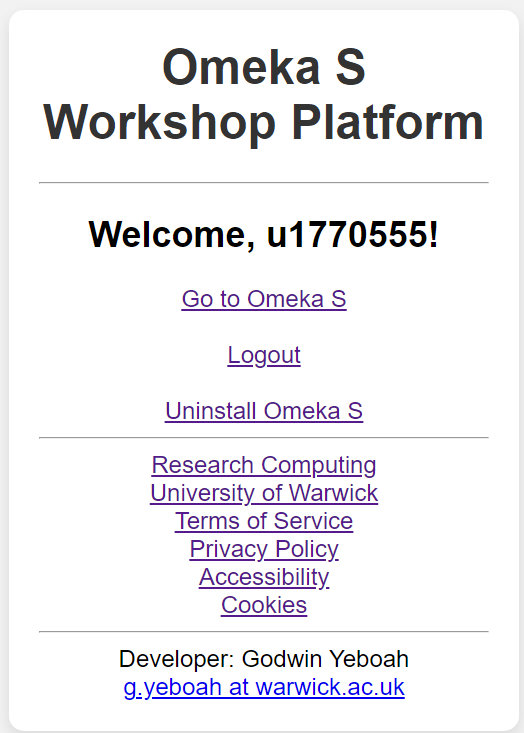 Omeka S
Workshop Platform
Welcome, u1770555!
Go to Omeka S
Logout
Uninstall Omeka S
Research Computing
University of Warwick
Terms of Service
Privacy Policy
Accessibility
Cookies
Developer: Godwin Yeboah
g.yeboah at warwick.ac.uk